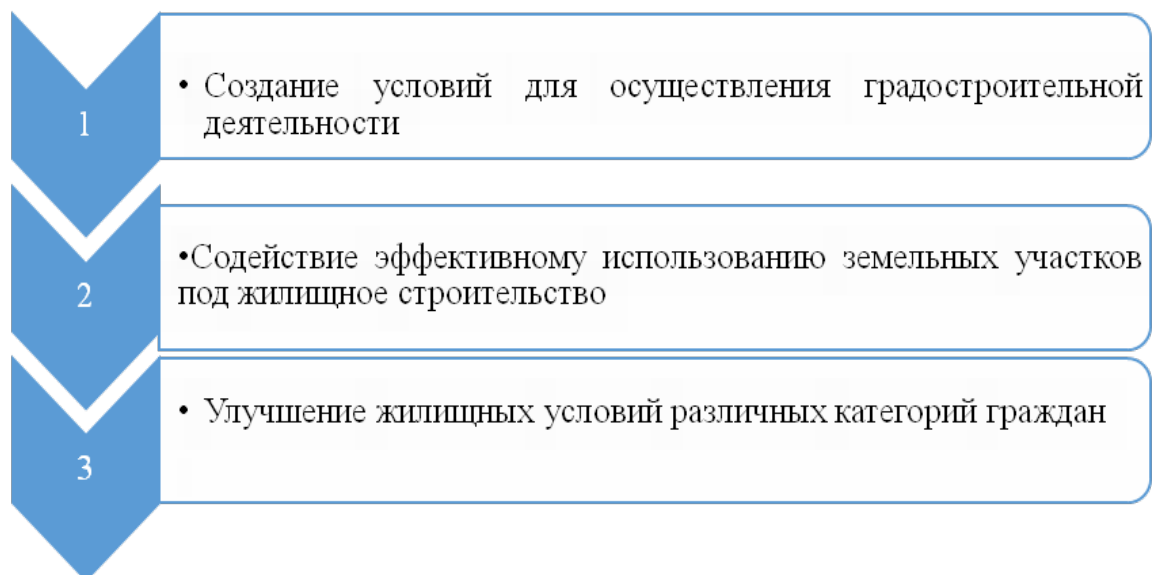 1
• Создание условий для осуществления градостроительной
деятельности
2
•Содействие эффективному использованию земельных участков
под жилищное строительство
3
• Улучшение жилищных условий различных категорий граждан